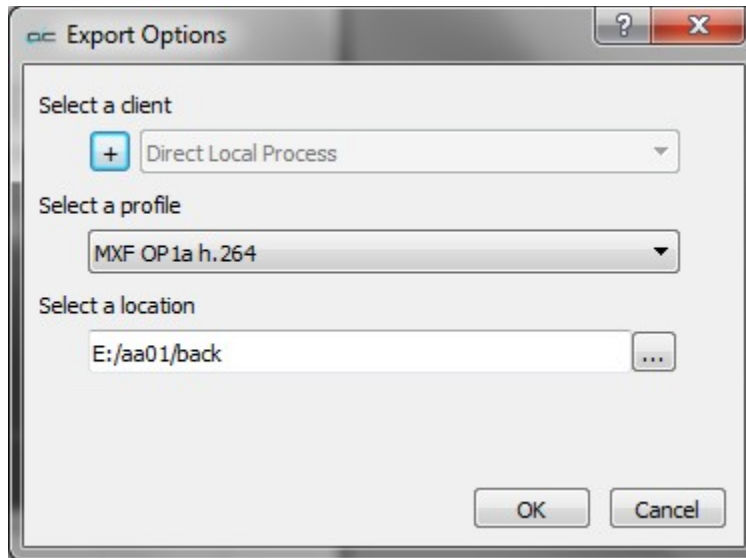 Export Options
?
Select a client
+ Direct Local Process
Select a profile
MXF OP1a h.264
Select a location
E:/aa01/back ...
OK Cancel